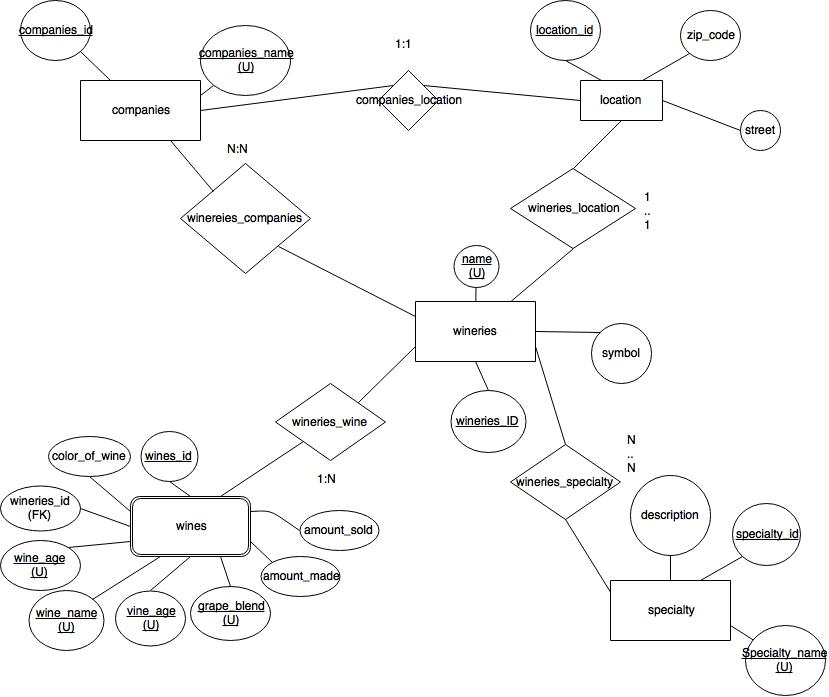 companies_id
companies_name
(U)
1:1
location_id
zip_code
companies
companies_location
location
street
N:N
winereies_companies
wineries_location
1
..
1
name
(U)
wineries
symbol
wineries_ID
wineries_wine
1:N
N
..
N
wineries_specialty
color_of_wine
wines_id
wineries_id
(FK)
wines
amount_sold
wine_age
(U)
amount_made
wine_name
(U)
vine_age
(U)
grape_blend
(U)
description
specialty_id
specialty
Specialty_name
(U)